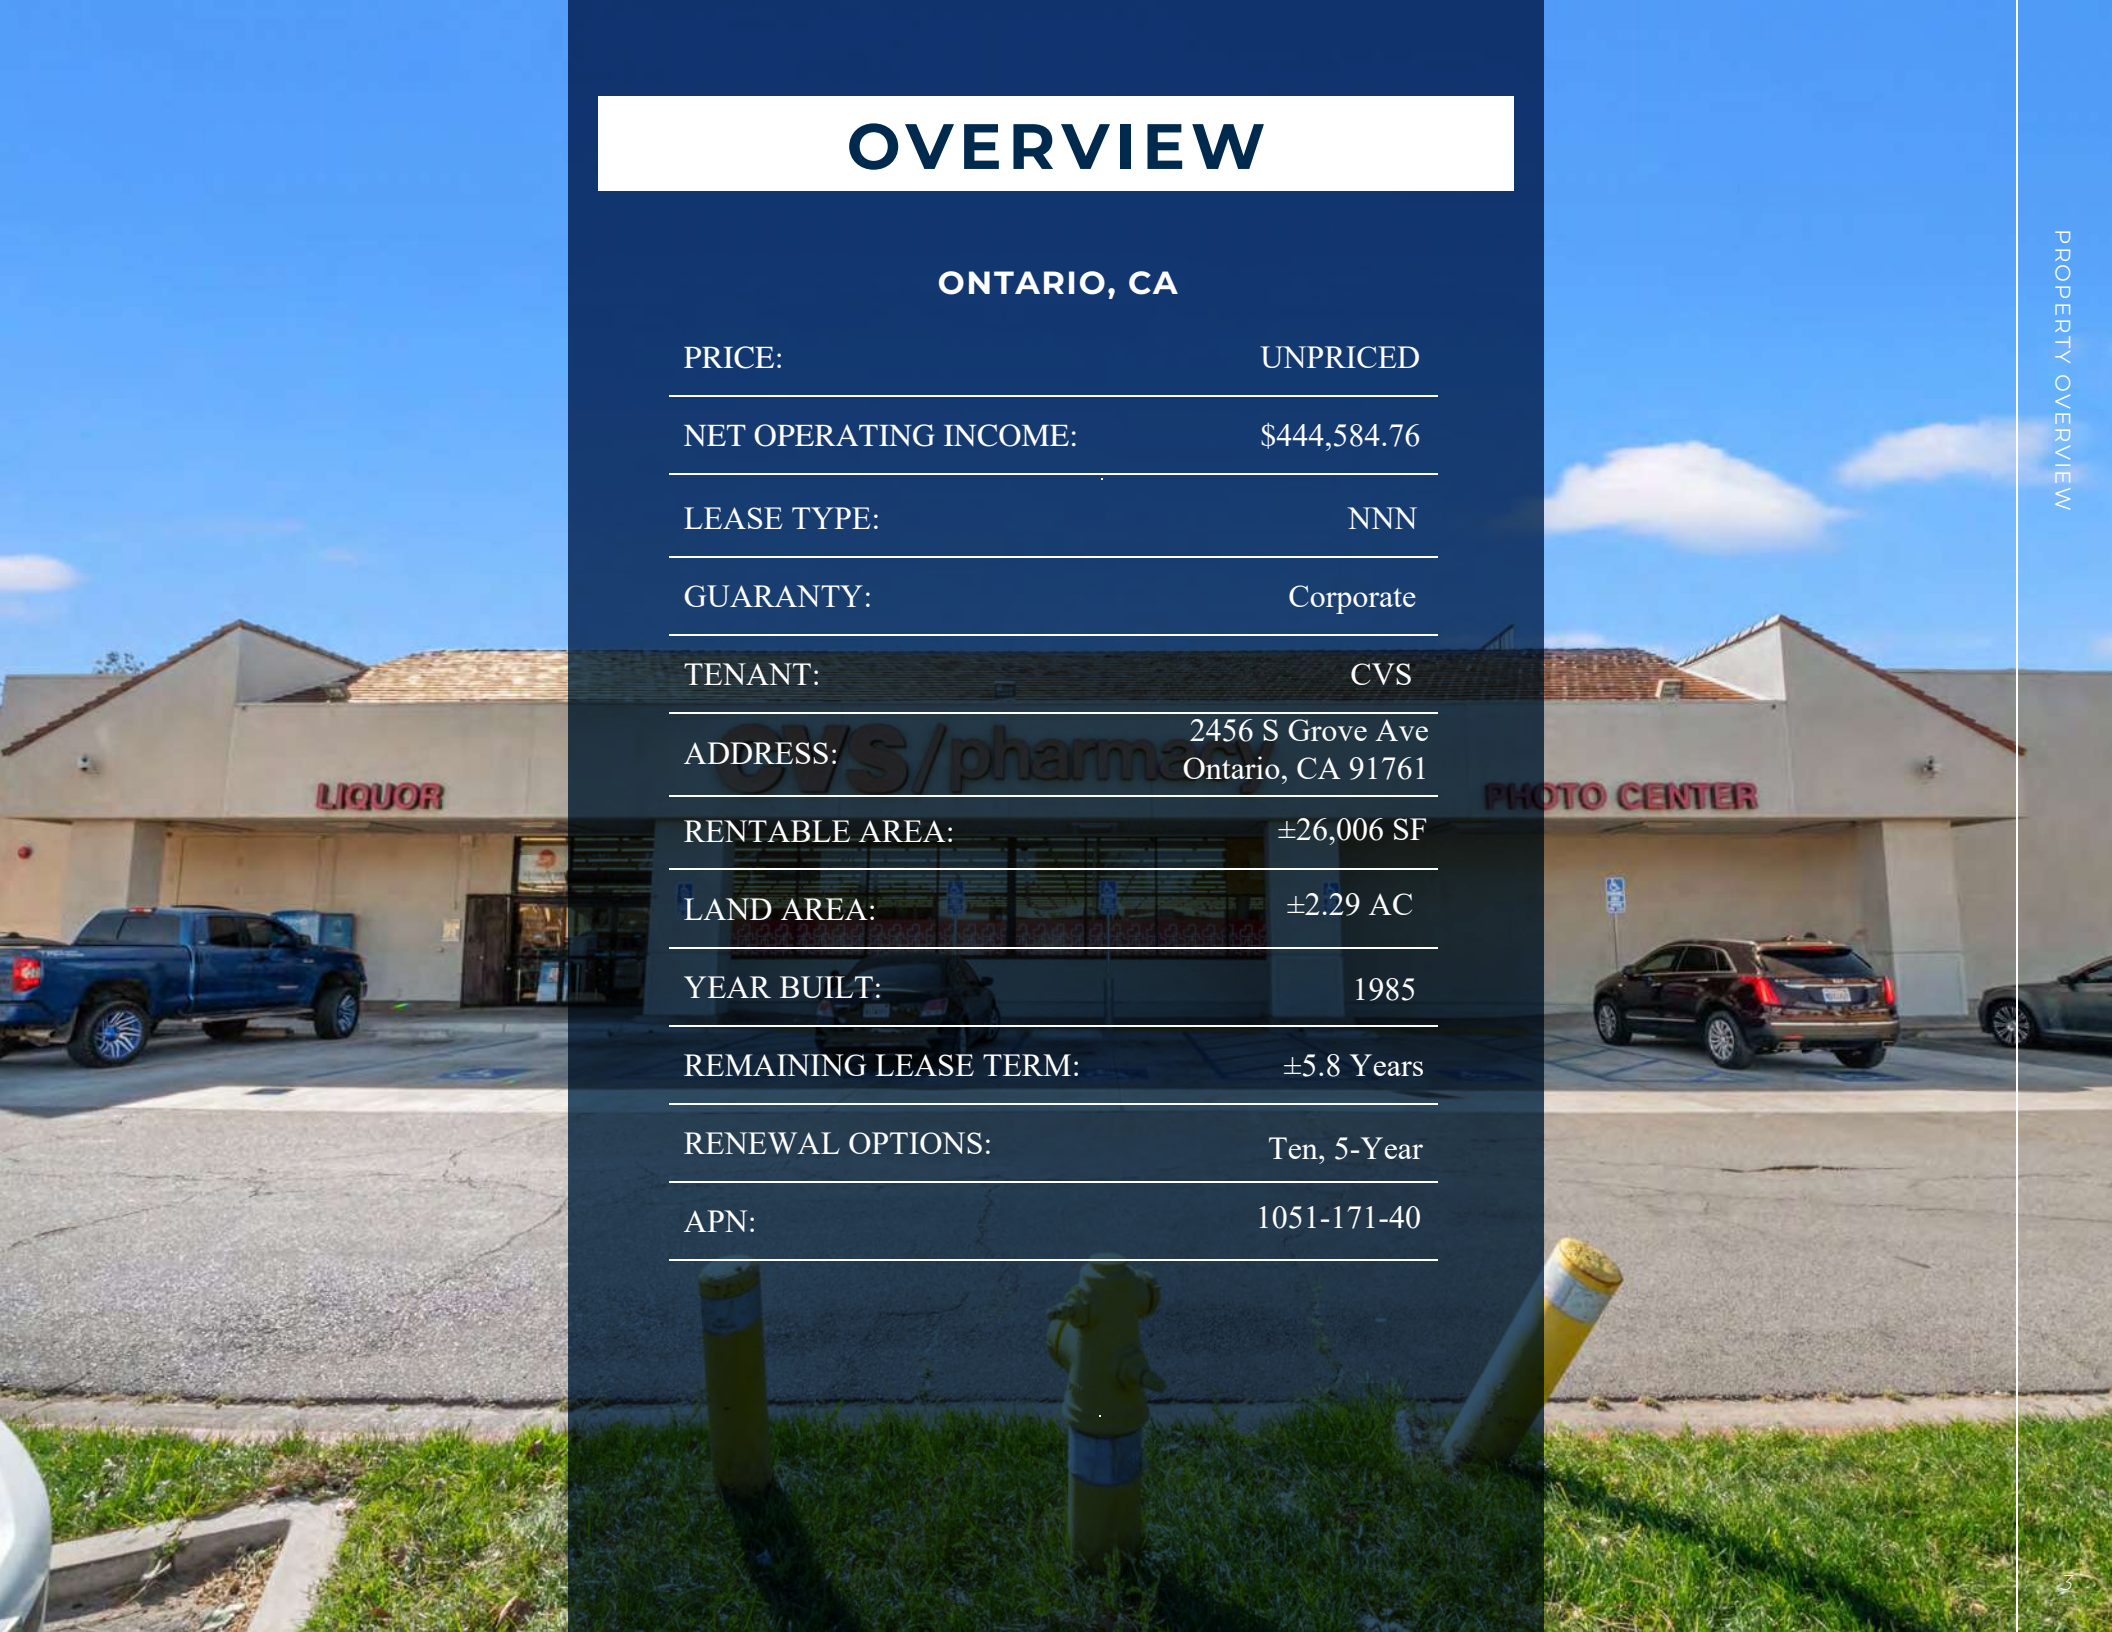 OVERVIEW
ONTARIO, CA
PRICE: UNPRICED
NET OPERATING INCOME: $444,584.76
LEASE TYPE: NNN
GUARANTY: Corporate
TENANT: CVS
ADDRESS: 2456 S Grove Ave
Ontario, CA 91761
RENTABLE AREA: ±26,006 SF
LAND AREA: ±2.29 AC
YEAR BUILT: 1985
REMAINING LEASE TERM: ±5.8 Years
RENEWAL OPTIONS: Ten, 5-Year
APN: 1051-171-40
LIQUOR
CVS/pharmacy
PHOTO CENTER
PROPERTY OVERVIEW
3